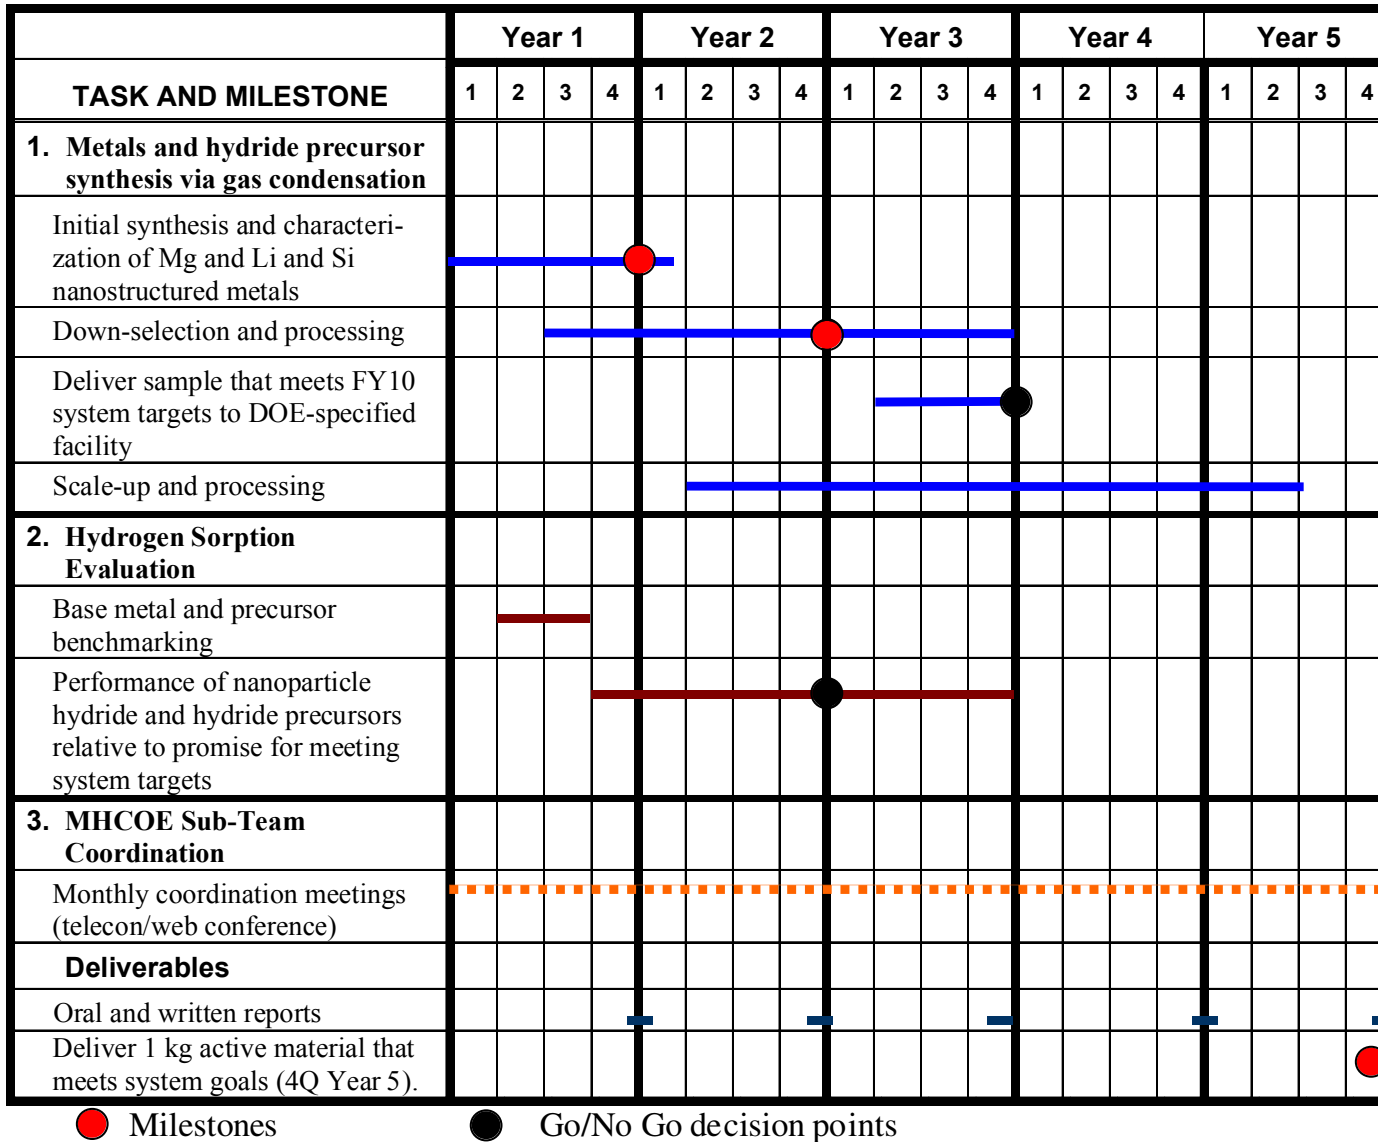 Year 1 Year 2 Year 3 Year 4 Year 5
TASK AND MILESTONE 1 2 3 4 1 2 3 4 1 2 3 4 1 2 3 4 1 2 3 4
1. Metals and hydride precursor
synthesis via gas condensation
Initial synthesis and characteri-
zation of Mg and Li and Si
nanostructured metals
Down-selection and processing
Deliver sample that meets FY10
system targets to DOE-specified
facility
Scale-up and processing
2. Hydrogen Sorption
Evaluation
Base metal and precursor
benchmarking
Performance of nanoparticle
hydride and hydride precursors
relative to promise for meeting
system targets
3. MHCOE Sub-Team
Coordination
Monthly coordination meetings
(telecon/web conference)
Deliverables
Oral and written reports
Deliver 1 kg active material that
meets system goals (4Q Year 5).
Milestones Go/No Go decision points